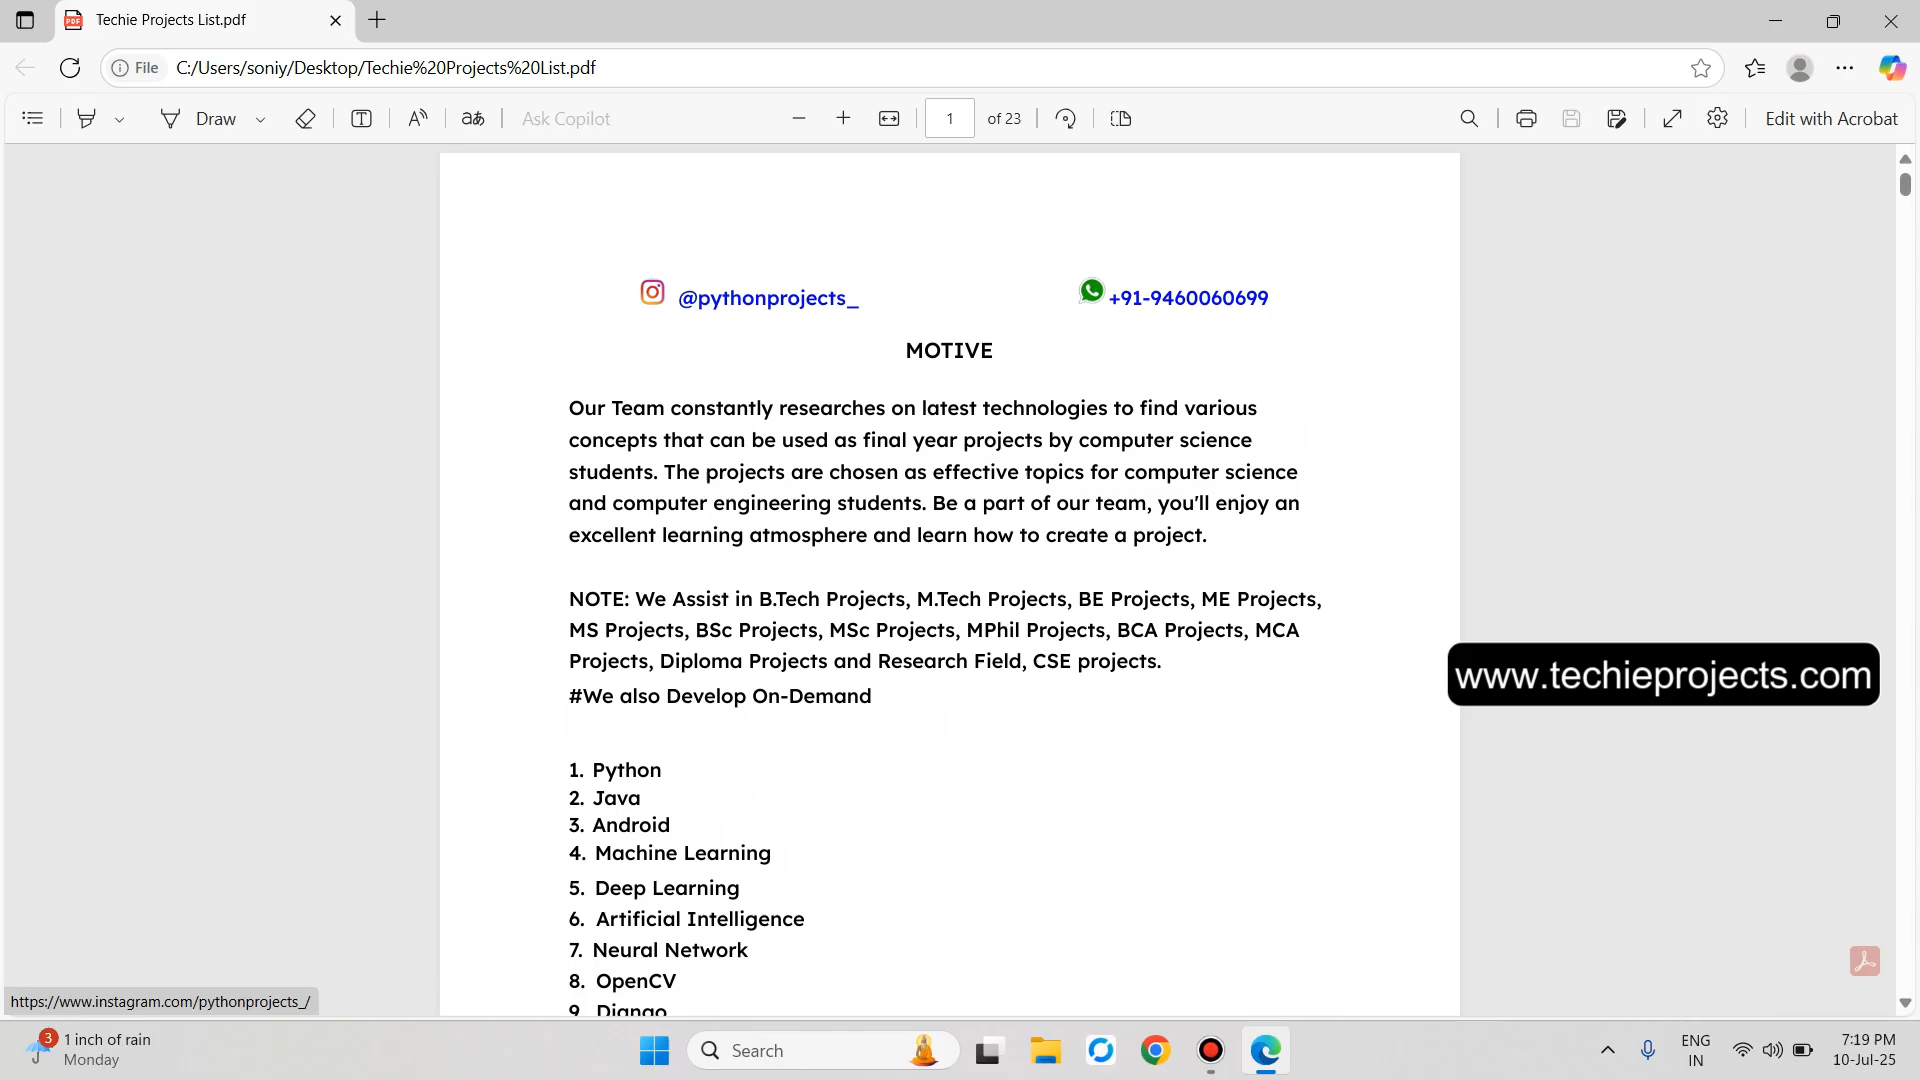 Techie Projects List.pdf
File
C:/Users/soniy/Desktop/Techie%20Projects%20List.pdf
Draw
Ask Copilot
1
of 23
Edit with Acrobat
@pythonprojects_
+91-9460060699
MOTIVE
Our Team constantly researches on latest technologies to find various
concepts that can be used as final year projects by computer science
students. The projects are chosen as effective topics for computer science
and computer engineering students. Be a part of our team, you'll enjoy an
excellent learning atmosphere and learn how to create a project.
NOTE: We Assist in B.Tech Projects, M.Tech Projects, BE Projects, ME Projects,
MS Projects, BSc Projects, MSc Projects, MPhil Projects, BCA Projects, MCA
Projects, Diploma Projects and Research Field, CSE projects.
#We also Develop On-Demand
www.techieprojects.com
1. Python
2. Java
3. Android
4. Machine Learning
5. Deep Learning
6. Artificial Intelligence
7. Neural Network
8. OpenCV
9. Django
https://www.instagram.com/pythonprojects_/
3
1 inch of rain
Monday
Search
ENG
IN
7:19 PM
10-Jul-25